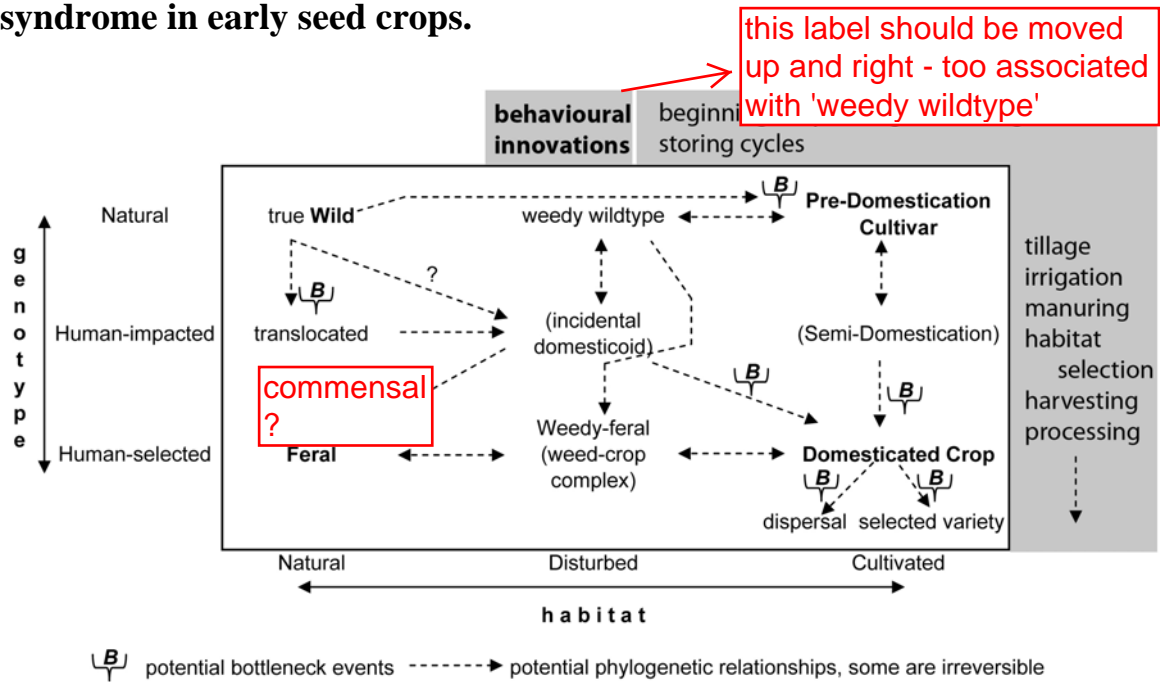 syndrome in early seed crops.
this label should be moved
up and right - too associated
with 'weedy wildtype'
behavioural
innovations
storing cycles
Natural
true Wild
weedy wildtype
B
Pre-Domestication
Cultivar
genotype
?
B
Human-impacted
translocated
(incidental
domesticoid)
(Semi-Domestication)
tillage
irrigation
manuring
habitat
selection
harvesting
processing
commensal
?
B
B
Human-selected
Feral
Weedy-feral
(weed-crop
complex)
Domesticated Crop
B
B
dispersal
selected variety
Natural
Disturbed
Cultivated
habitat
B potential bottleneck events
potential phylogenetic relationships, some are irreversible